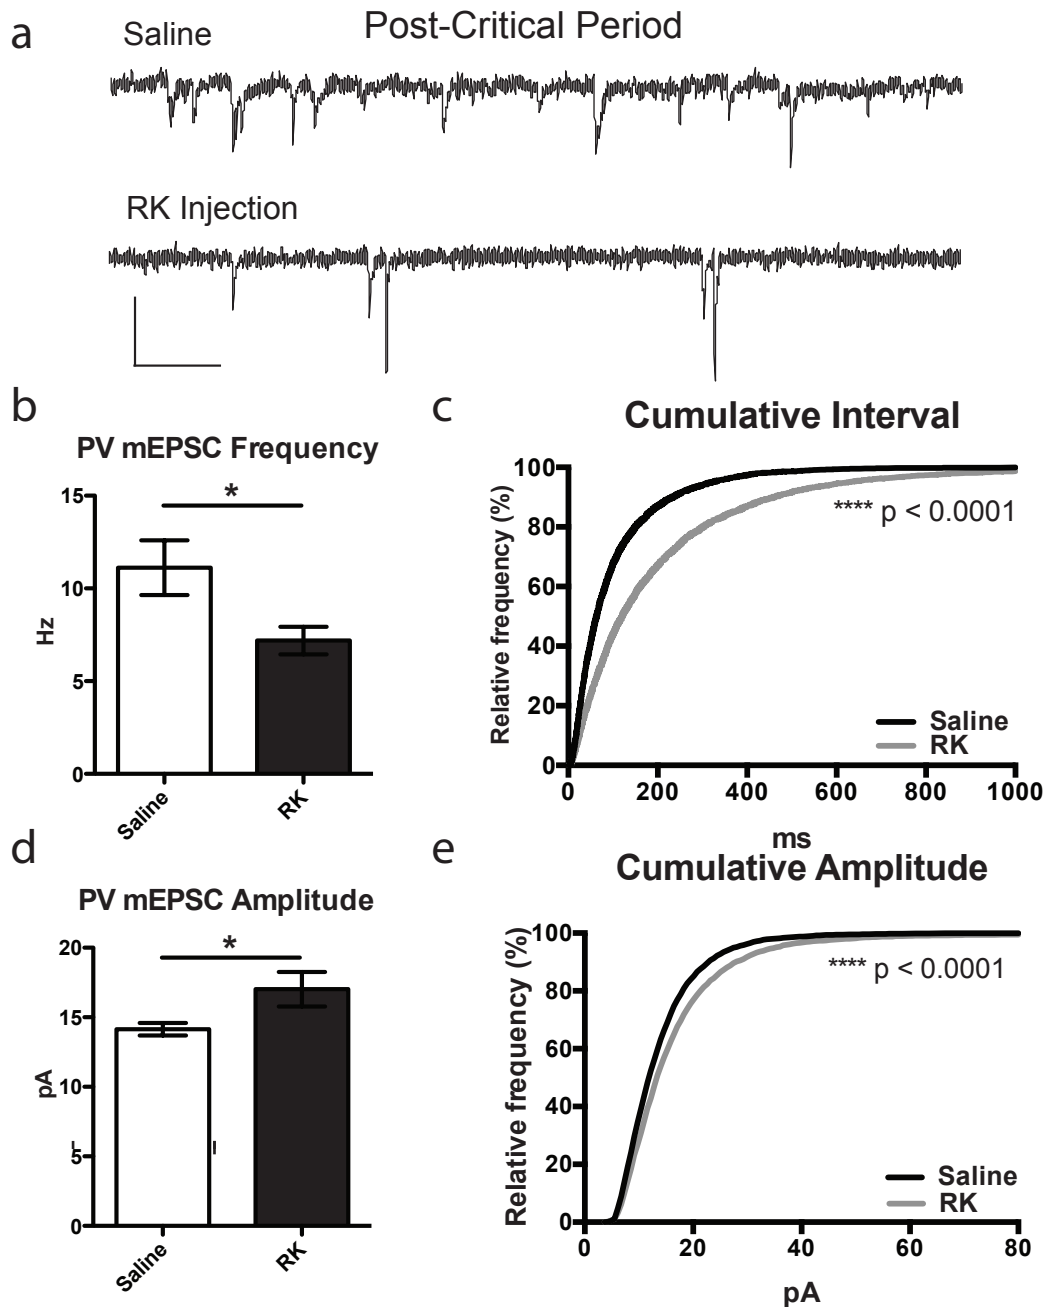 a
Saline
Post-Critical Period
RK Injection
b
PV mEPSC Frequency
*
15
10
5
0
Hz
Saline
RK
c
Cumulative Interval
100
80
60
40
20
0
Relative frequency (%)
**** p < 0.0001
Saline
RK
0 200 400 600 800 1000
ms
d
PV mEPSC Amplitude
*
20
15
10
5
0
pA
Saline
RK
e
Cumulative Amplitude
100
80
60
40
20
0
Relative frequency (%)
**** p < 0.0001
Saline
RK
0 20 40 60 80
pA